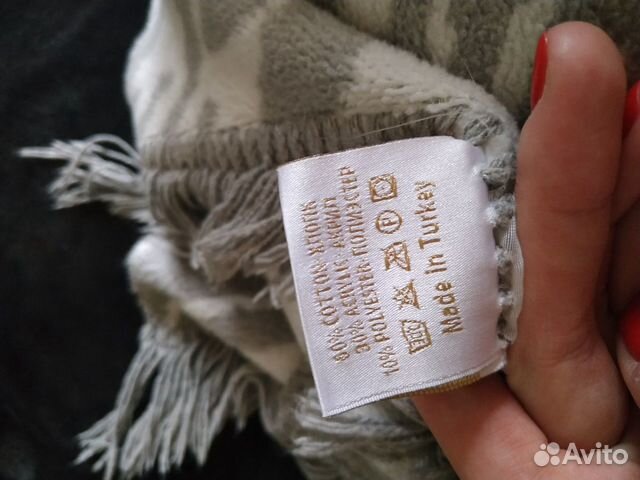 60% COTTON-ХЛОПК
30% ACRYLIC-АКРИЛ
10% POLYESTER-ПОЛИЭСТЕР
Made in Turkey
Avito